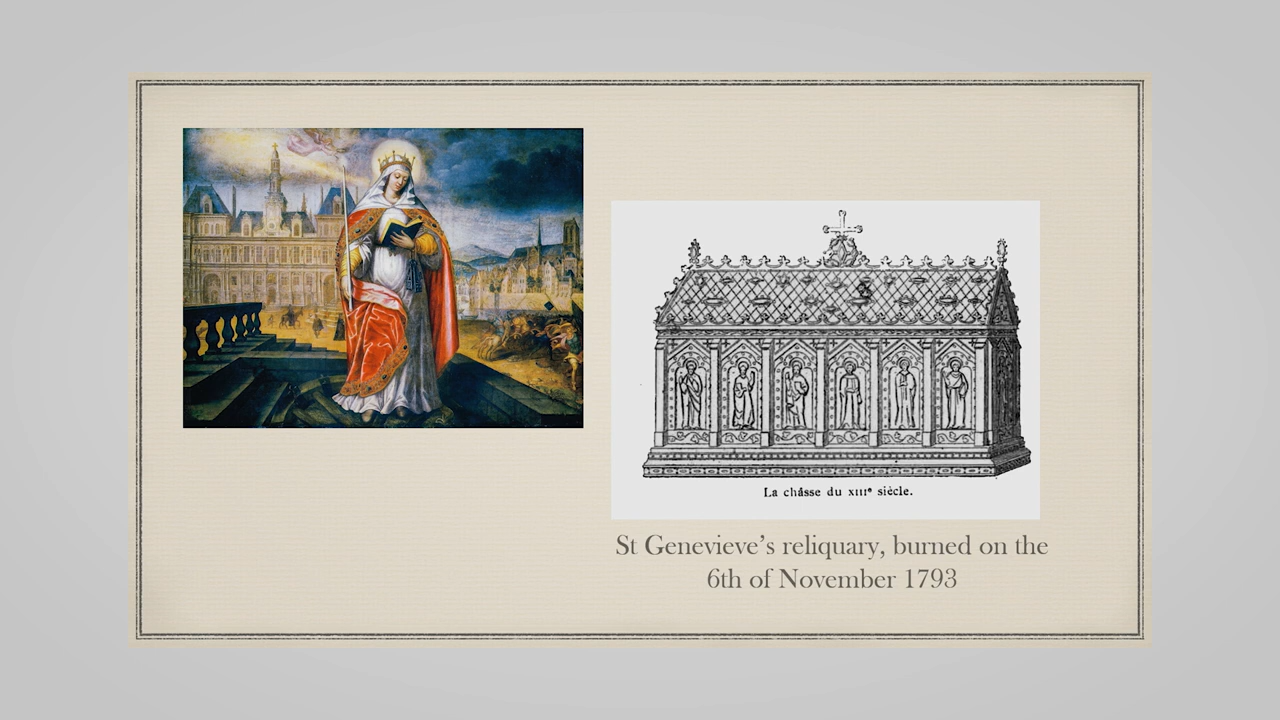 La châsse du XIIIᵉ siècle.
St Genevieve’s reliquary, burned on the
6th of November 1793